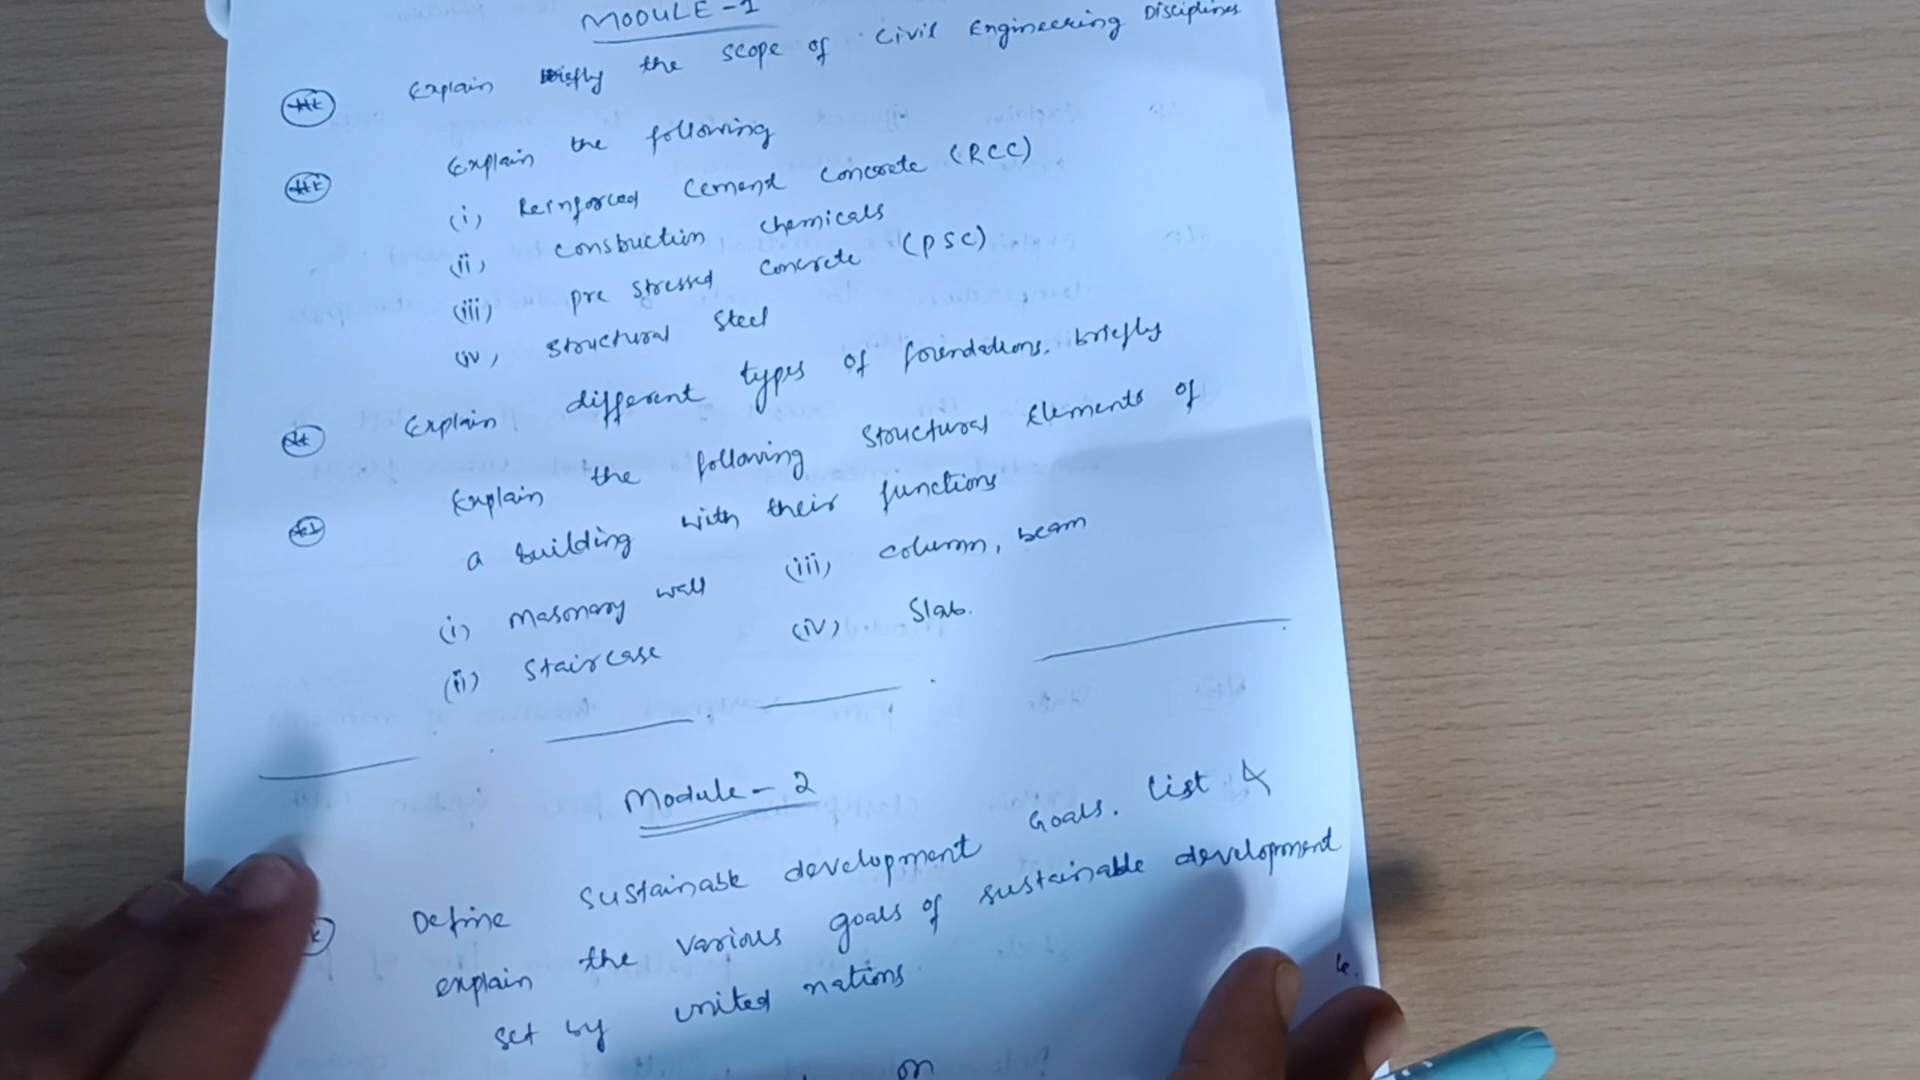 MODULE-1
Explain briefly the scope of Civil Engineering Disciplines
Explain the following
(i) Reinforced Cement Concrete (RCC)
(ii) Consbuction chemicals
(iii) Pre stressed Concrete (PSC)
(iv) Structural Steel
Explain different types of foundations. briefly
Explain the following Structural Elements of
a building with their functions
(i) Masonary wall (iii) column, beam
(ii) Staircase (iv) Slab.
Module-2
Define sustainable development Goals. List &
explain the various goals of sustainable development
set by united nations
on